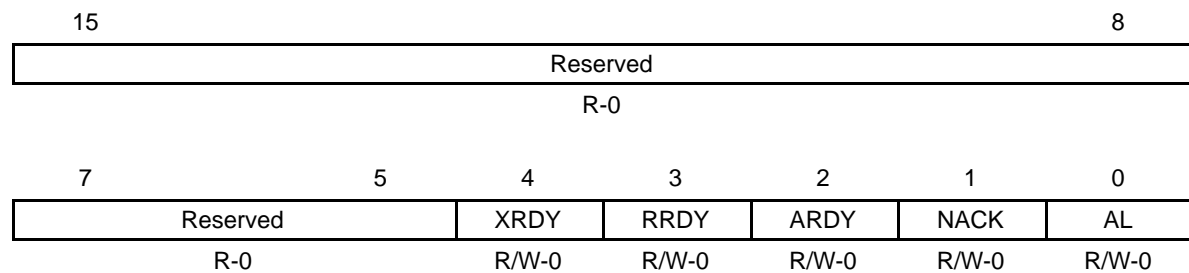 15 8
Reserved
R-0
7 5 4 3 2 1 0
Reserved XRDY RRDY ARDY NACK AL
R-0 R/W-0 R/W-0 R/W-0 R/W-0 R/W-0